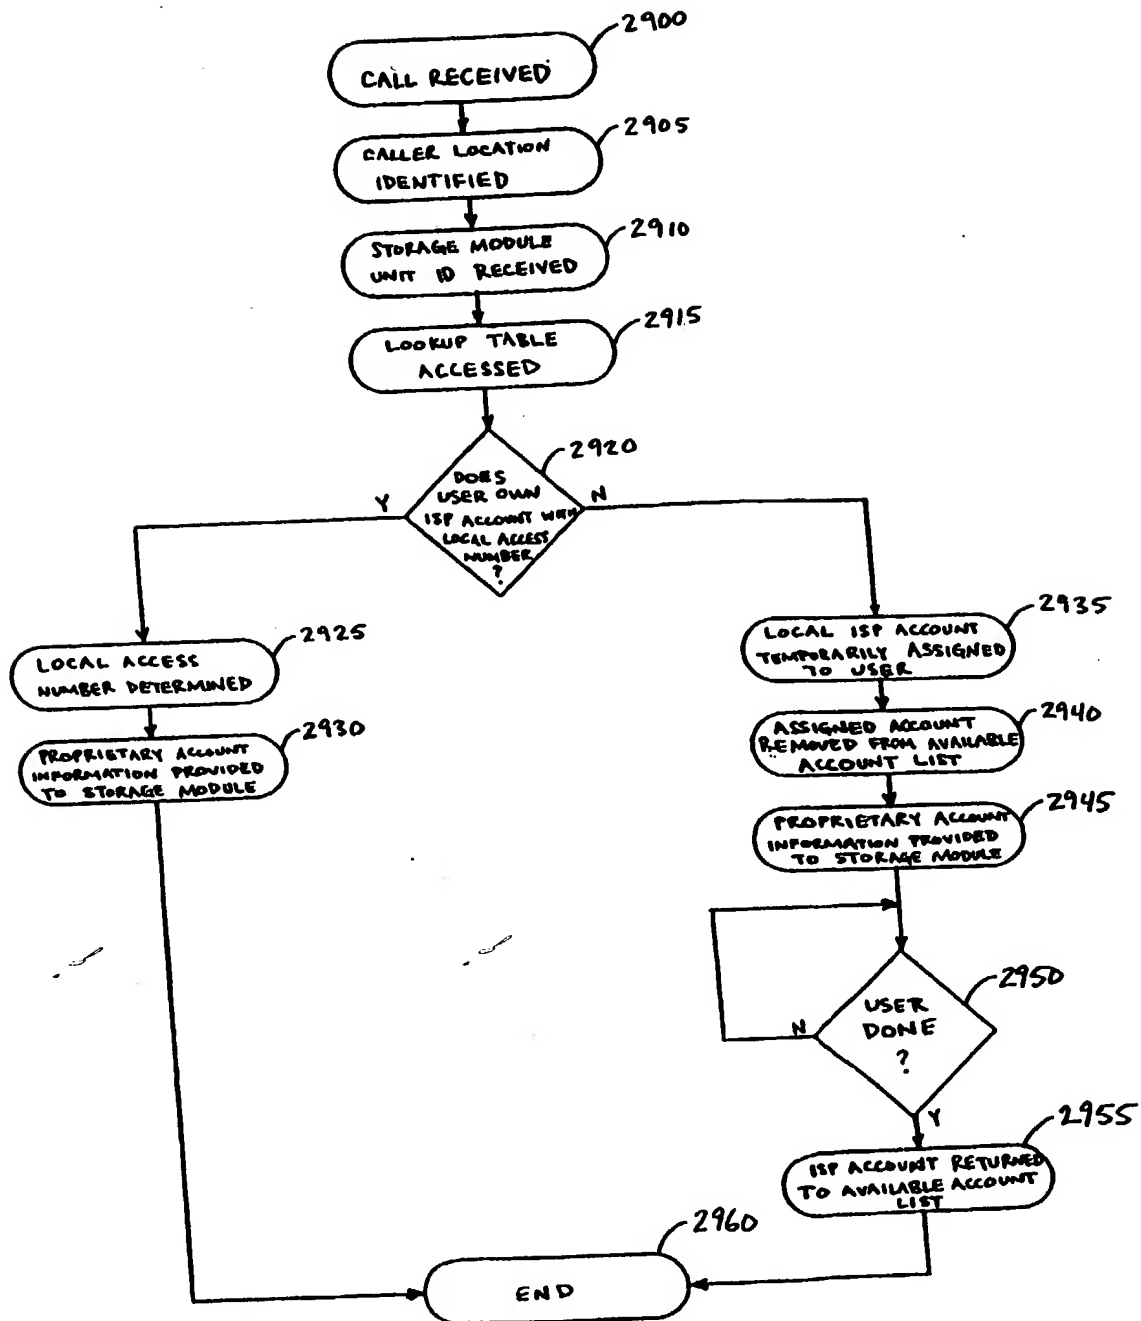 2900
CALL RECEIVED
2905
CALLER LOCATION
IDENTIFIED
2910
STORAGE MODULE
UNIT ID RECEIVED
2915
LOOKUP TABLE
ACCESSED
2920
DOES
USER OWN
ISP ACCOUNT WITH
LOCAL ACCESS
NUMBER
?
Y
N
2925
LOCAL ACCESS
NUMBER DETERMINED
2930
PROPRIETARY ACCOUNT
INFORMATION PROVIDED
TO STORAGE MODULE
2935
LOCAL ISP ACCOUNT
TEMPORARILY ASSIGNED
TO USER
2940
ASSIGNED ACCOUNT
REMOVED FROM AVAILABLE
ACCOUNT LIST
2945
PROPRIETARY ACCOUNT
INFORMATION PROVIDED
TO STORAGE MODULE
2950
USER
DONE
?
N
Y
2955
ISP ACCOUNT RETURNED
TO AVAILABLE ACCOUNT
LIST
2960
END